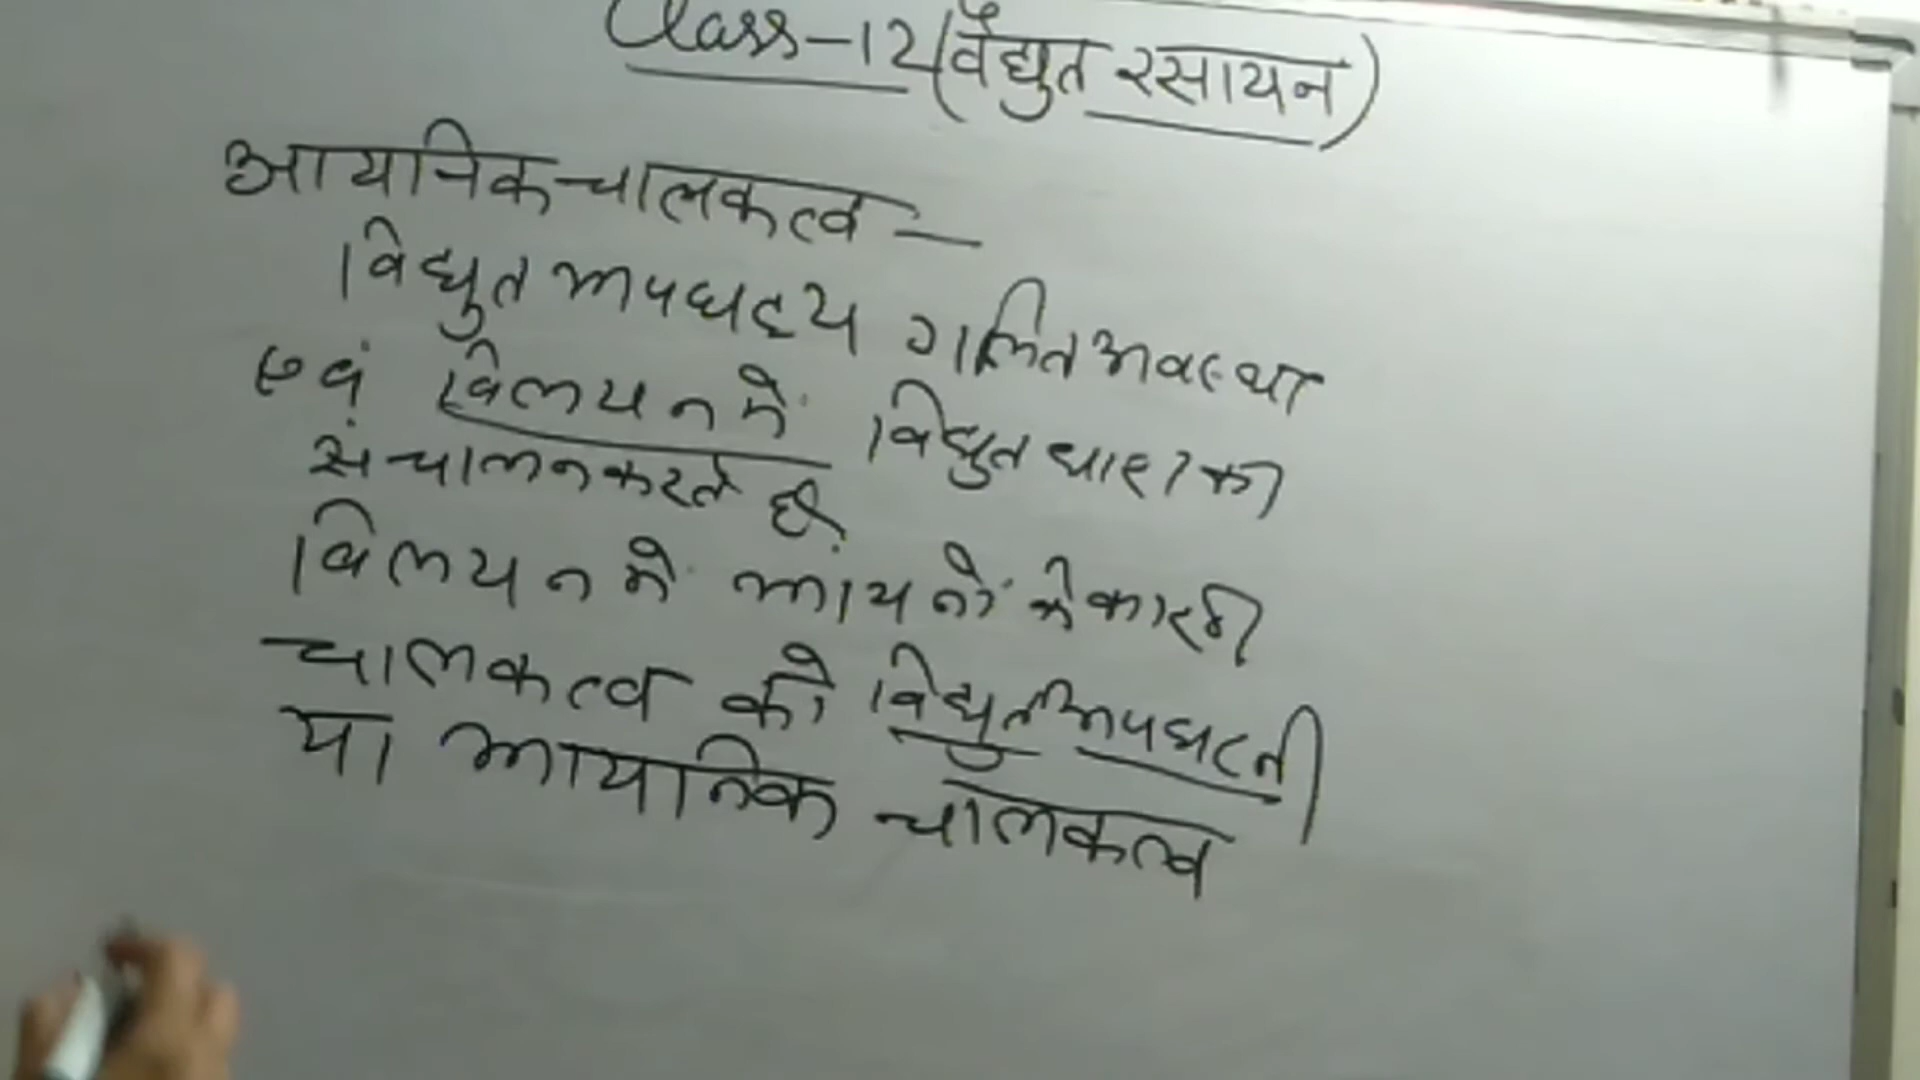 Class-12 (वैद्युत रसायन)
आयनिक चालकत्व —
विद्युत अपघट्य गलित अवस्था
एवं विलयन में विद्युत धारा का
संचालन करते हैं
विलयन में आयनों के कारण
चालकत्व को विद्युत अपघटनी
या आयनिक चालकत्व